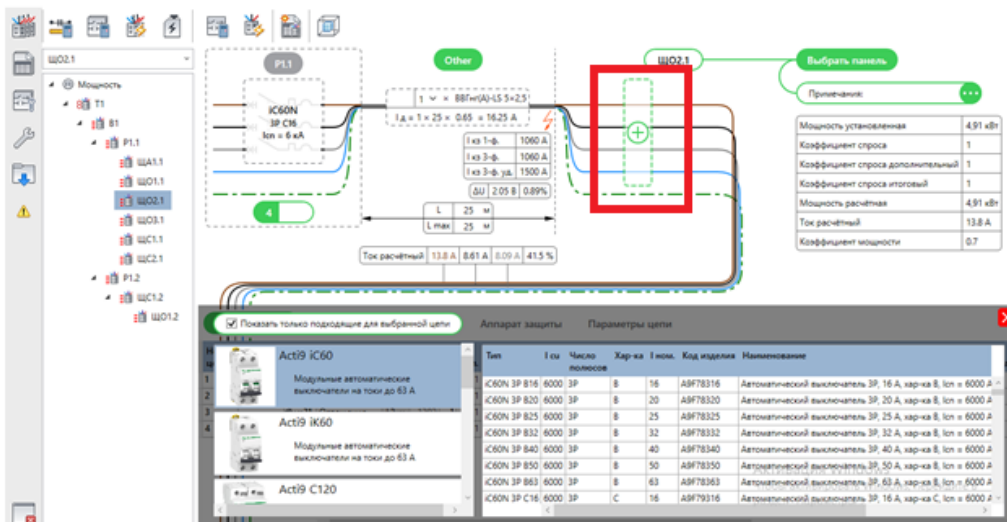 ЩО2.1
Мощность
Т1
В1
Р1.1
ЩА1.1
ЩО1.1
ЩО2.1
ЩО3.1
ЩС1.1
ЩС2.1
Р1.2
ЩС1.2
ЩО1.2
Р1.1
Other
ЩО2.1
Выбрать панель
Примечания:
iC60N
3P C16
Icn = 6 кА
1 × ВВГнг(А)-LS 5×2,5
I д = 1 × 25 × 0.65 = 16.25 А
I кз 1-ф. 1060 А
I кз 3-ф. 1060 А
I кз 3-ф. уд. 1500 А
ΔU 2.05 В 0.89%
4
L 25 м
L max 25 м
Ток расчётный 13.8 А 8.61 А 8.09 А 41.5 %
Мощность установленная 4,91 кВт
Коэффициент спроса 1
Коэффициент спроса дополнительный 1
Коэффициент спроса итоговый 1
Мощность расчётная 4,91 кВт
Ток расчётный 13.8 А
Коэффициент мощности 0.7
Показать только подходящие для выбранной цепи
Аппарат защиты
Параметры цепи
Acti9 iC60
Модульные автоматические
выключатели на токи до 63 А
Acti9 iK60
Модульные автоматические
выключатели на токи до 63 А
Acti9 C120
Тип I cu Число полюсов Хар-ка I ном. Код изделия Наименование
iC60N 3P B16 6000 3P B 16 A9F78316 Автоматический выключатель 3P, 16 A, хар-ка B, Icn = 6000 A
iC60N 3P B20 6000 3P B 20 A9F78320 Автоматический выключатель 3P, 20 A, хар-ка B, Icn = 6000 A
iC60N 3P B25 6000 3P B 25 A9F78325 Автоматический выключатель 3P, 25 A, хар-ка B, Icn = 6000 A
iC60N 3P B32 6000 3P B 32 A9F78332 Автоматический выключатель 3P, 32 A, хар-ка B, Icn = 6000 A
iC60N 3P B40 6000 3P B 40 A9F78340 Автоматический выключатель 3P, 40 A, хар-ка B, Icn = 6000 A
iC60N 3P B50 6000 3P B 50 A9F78350 Автоматический выключатель 3P, 50 A, хар-ка B, Icn = 6000 A
iC60N 3P B63 6000 3P B 63 A9F78363 Автоматический выключатель 3P, 63 A, хар-ка B, Icn = 6000 A
iC60N 3P C16 6000 3P C 16 A9F79316 Автоматический выключатель 3P, 16 A, хар-ка C, Icn = 6000 A